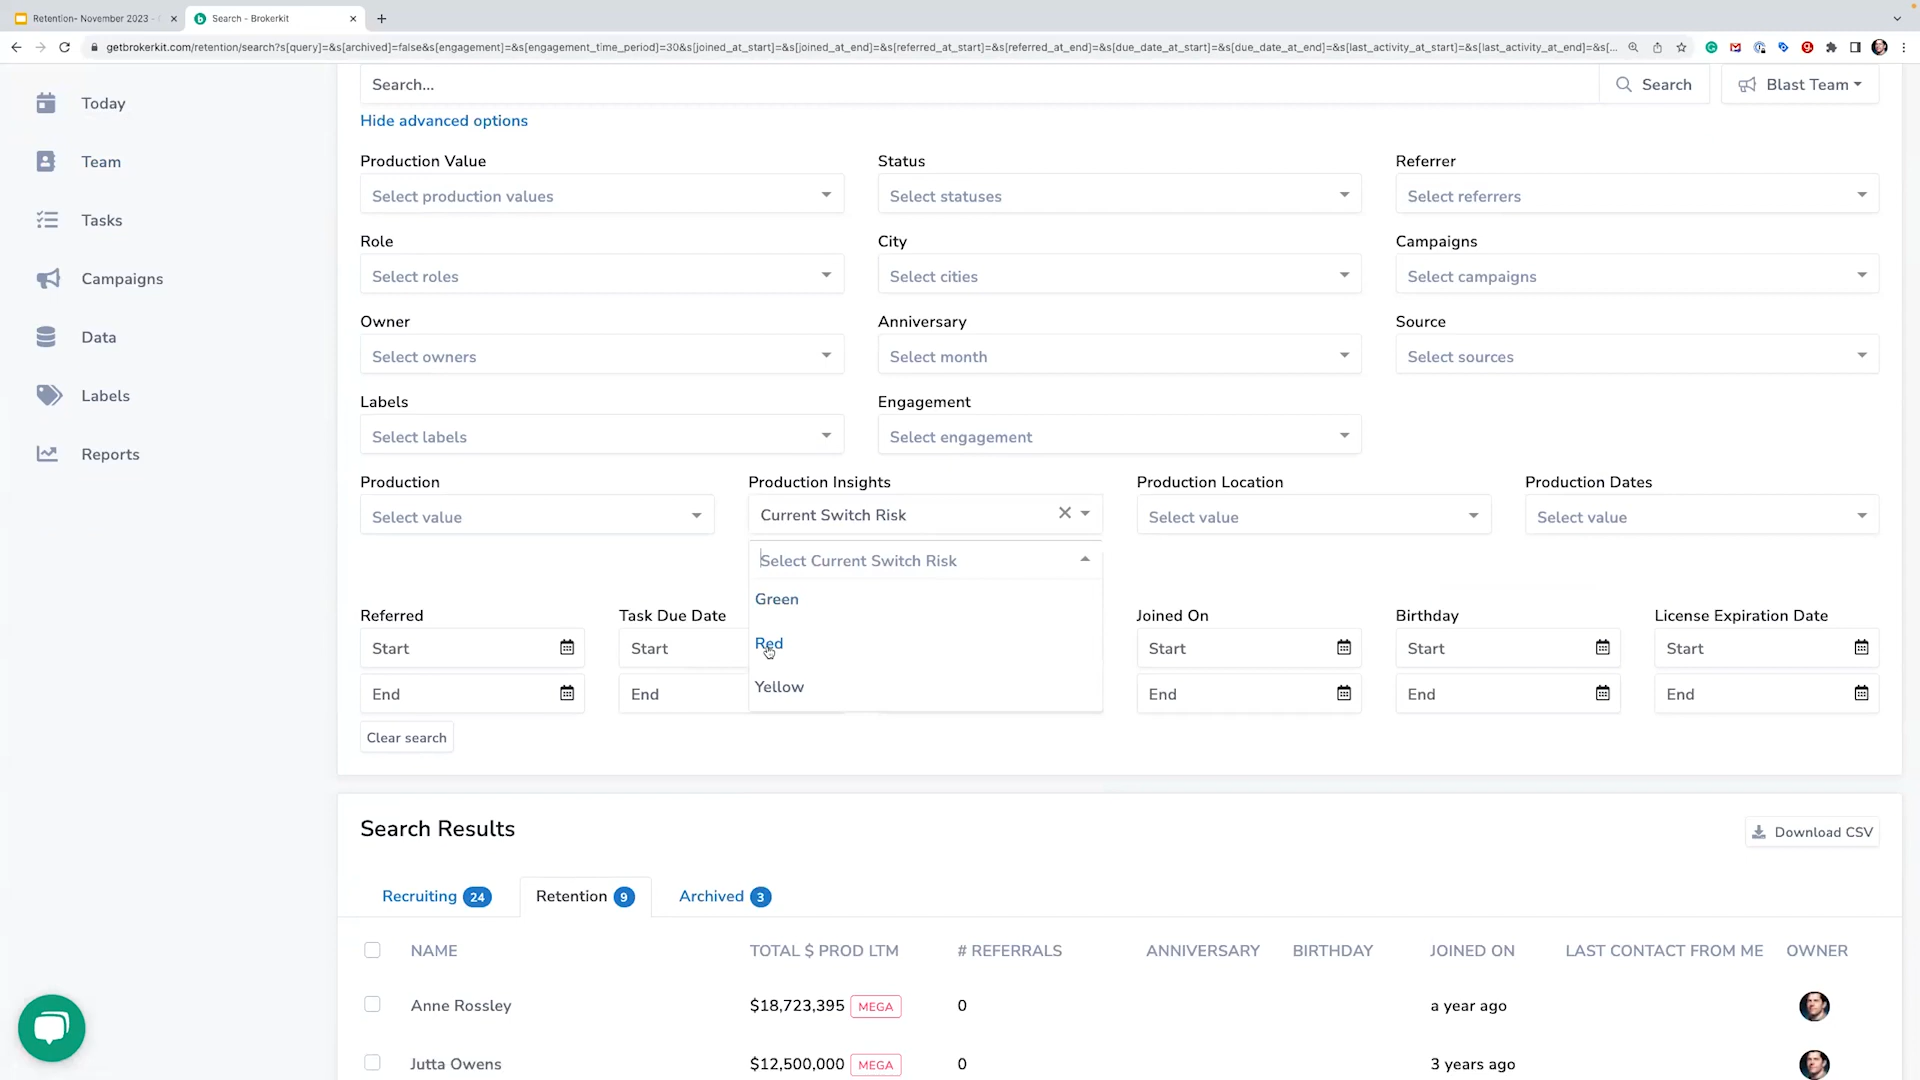 Retention- November 2023 -
Search - Brokerkit
getbrokerkit.com/retention/search?s[query]=&s[archived]=false&s[engagement]=&s[engagement_time_period]=30&s[joined_at_start]=&s[joined_at_end]=&s[referred_at_start]=&s[referred_at_end]=&s[due_date_at_start]=&s[due_date_at_end]=&s[last_activity_at_start]=&s[last_activity_at_end]=&s[...
Search...
Search
Blast Team
Hide advanced options
Today
Team
Tasks
Campaigns
Data
Labels
Reports
Production Value
Status
Referrer
Select production values
Select statuses
Select referrers
Role
City
Campaigns
Select roles
Select cities
Select campaigns
Owner
Anniversary
Source
Select owners
Select month
Select sources
Labels
Engagement
Select labels
Select engagement
Production
Production Insights
Production Location
Production Dates
Select value
Current Switch Risk
Select value
Select value
Select Current Switch Risk
Green
Red
Yellow
Referred
Task Due Date
Joined On
Birthday
License Expiration Date
Start
Start
Start
Start
Start
End
End
End
End
End
Clear search
Search Results
Download CSV
Recruiting 24
Retention 9
Archived 3
NAME
TOTAL $ PROD LTM
# REFERRALS
ANNIVERSARY
BIRTHDAY
JOINED ON
LAST CONTACT FROM ME
OWNER
Anne Rossley
$18,723,395 MEGA
0
a year ago
Jutta Owens
$12,500,000 MEGA
0
3 years ago